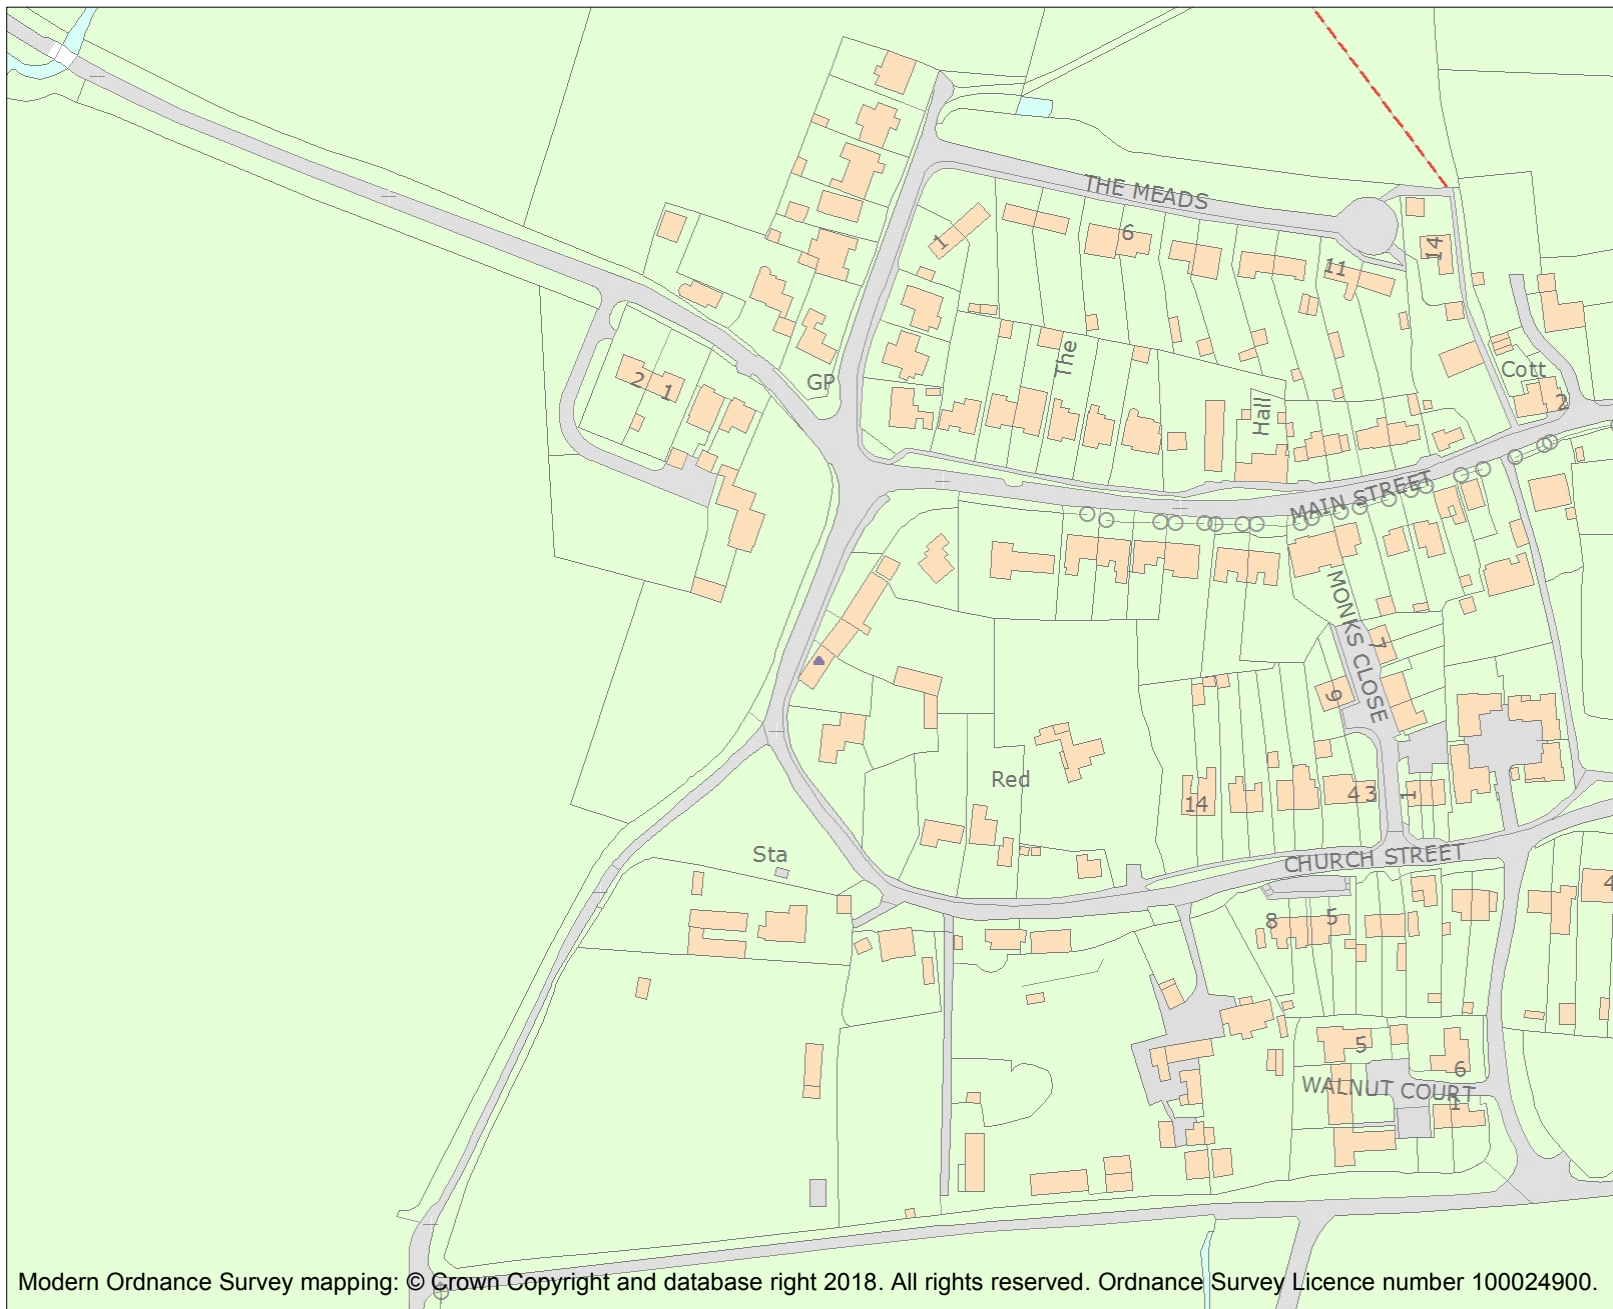 THE MEADS
1
6
11
14
The
GP
2
1
Cott
2
Hall
MAIN STREET
MONKS CLOSE
7
9
Red
14
4 3
1
Sta
CHURCH STREET
4
8
5
5
6
WALNUT COURT
1
Modern Ordnance Survey mapping: © Crown Copyright and database right 2018. All rights reserved. Ordnance Survey Licence number 100024900.